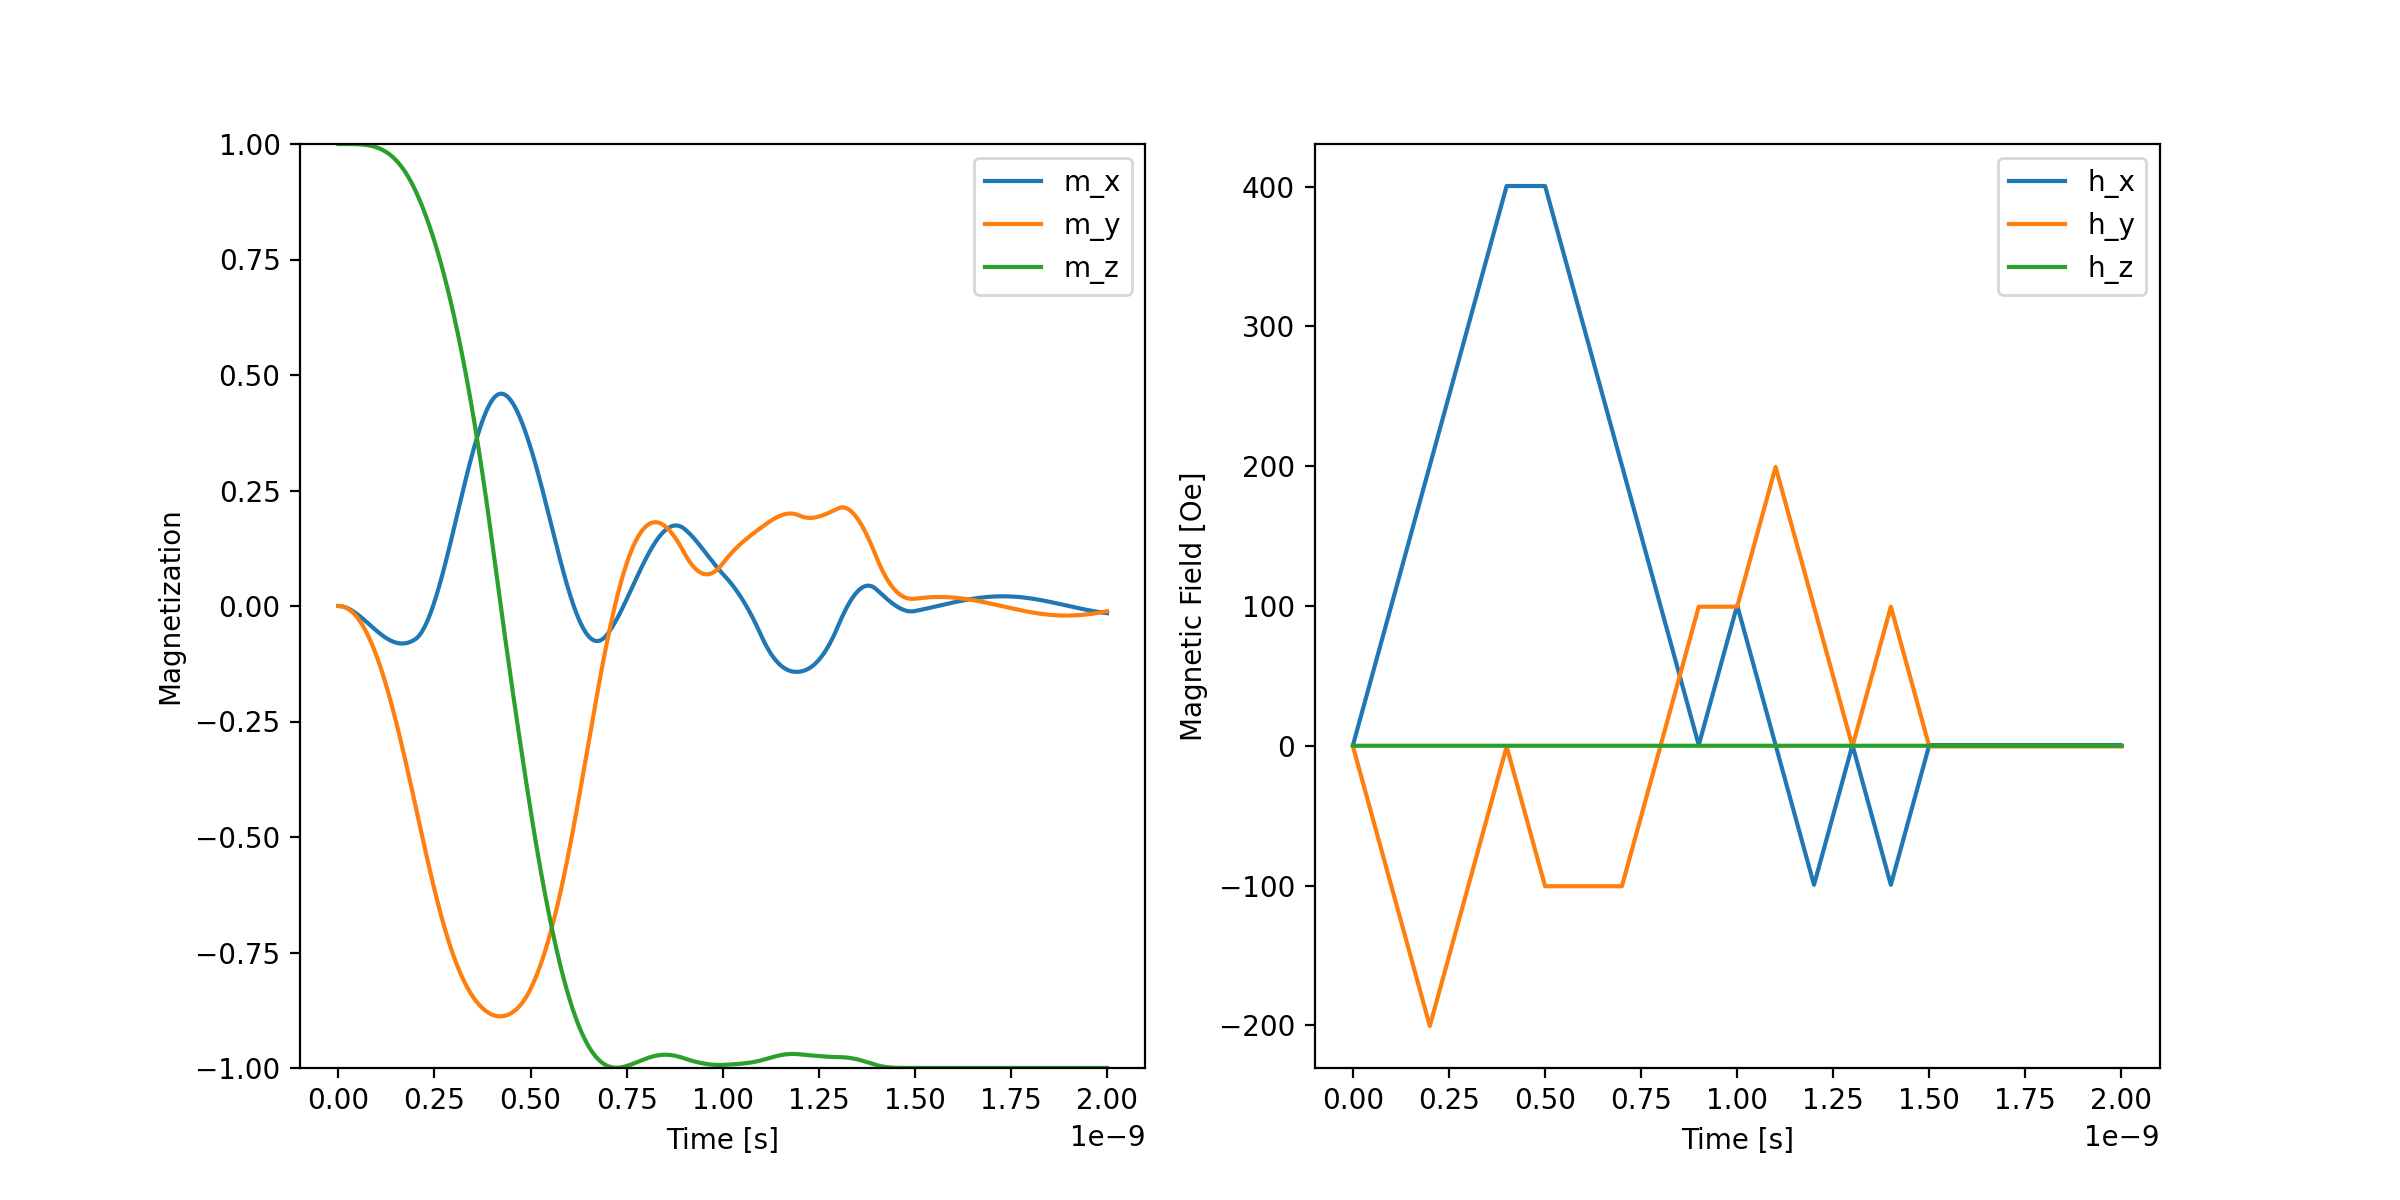 1.00
0.75
0.50
0.25
0.00
−0.25
−0.50
−0.75
−1.00
Magnetization
m_x
m_y
m_z
0.00 0.25 0.50 0.75 1.00 1.25 1.50 1.75 2.00
Time [s]
1e−9
400
300
200
100
0
−100
−200
Magnetic Field [Oe]
h_x
h_y
h_z
0.00 0.25 0.50 0.75 1.00 1.25 1.50 1.75 2.00
Time [s]
1e−9